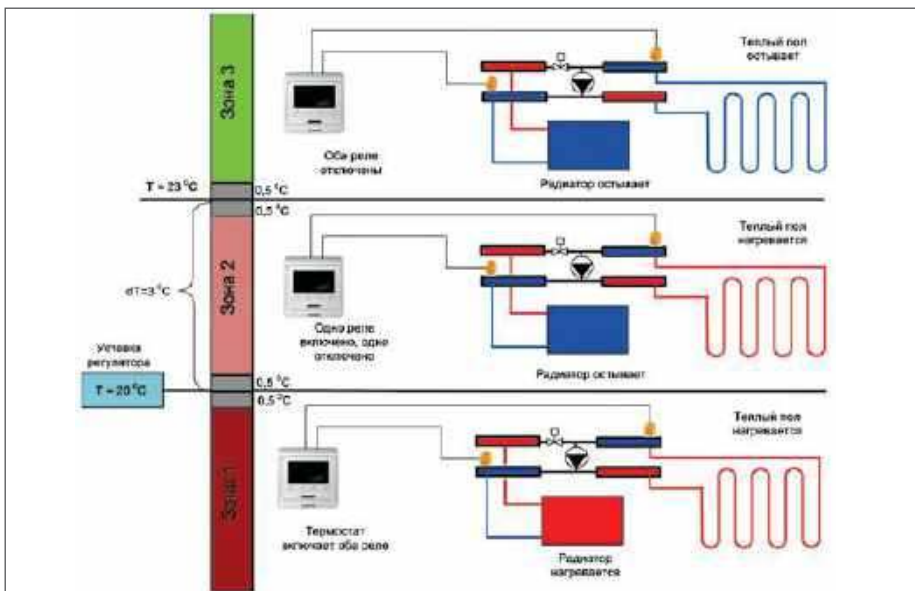 Зона 3
Оба реле
отключены
Теплый пол
остывает
Радиатор остывает
T = 23 °C
0,5 °C
0,5 °C
Зона 2
dT=3 °C
Одно реле
включено, одно
отключено
Теплый пол
нагревается
Радиатор остывает
Уставка
регулятора
T = 20 °C
0,5 °C
0,5 °C
Зона 1
Термостат
включает оба реле
Теплый пол
нагревается
Радиатор
нагревается